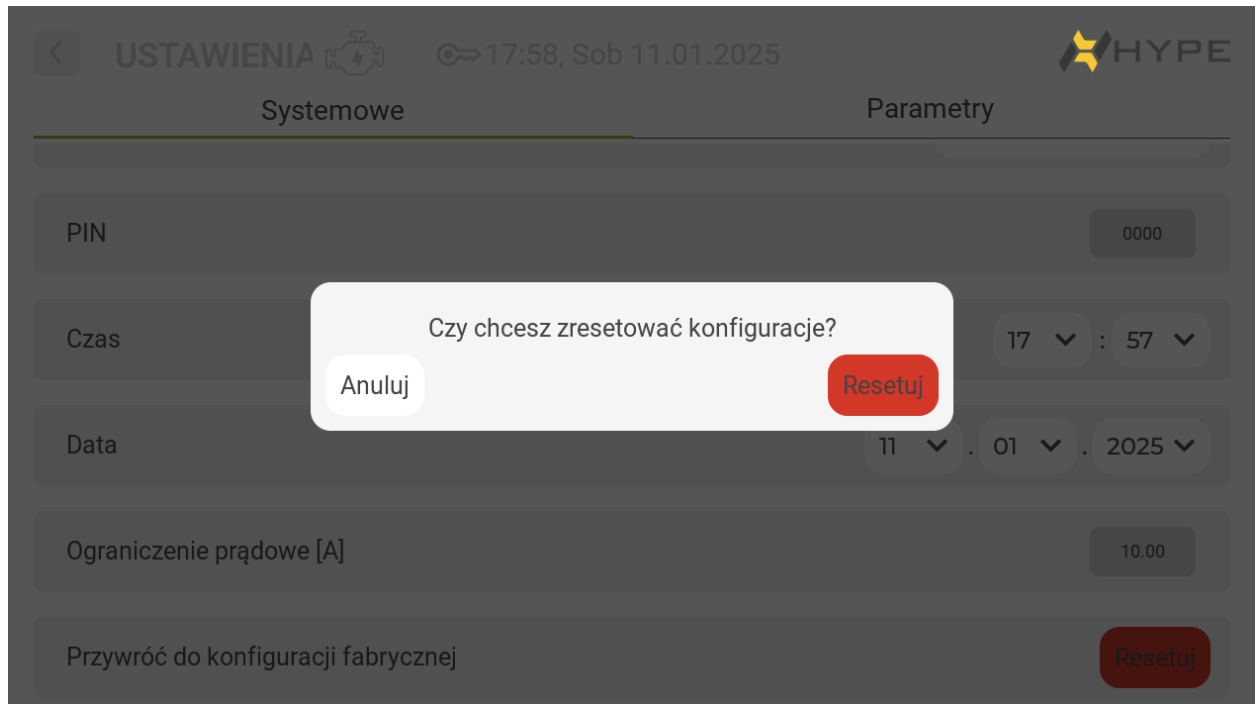 USTAWIENIA 17:58, Sob 11.01.2025 HYPE
Systemowe Parametry
PIN 0000
Czy chcesz zresetować konfiguracje?
Czas 17 : 57
Anuluj Resetuj
Data 11 . 01 . 2025
Ograniczenie prądowe [A] 10.00
Przywróć do konfiguracji fabrycznej Resetuj